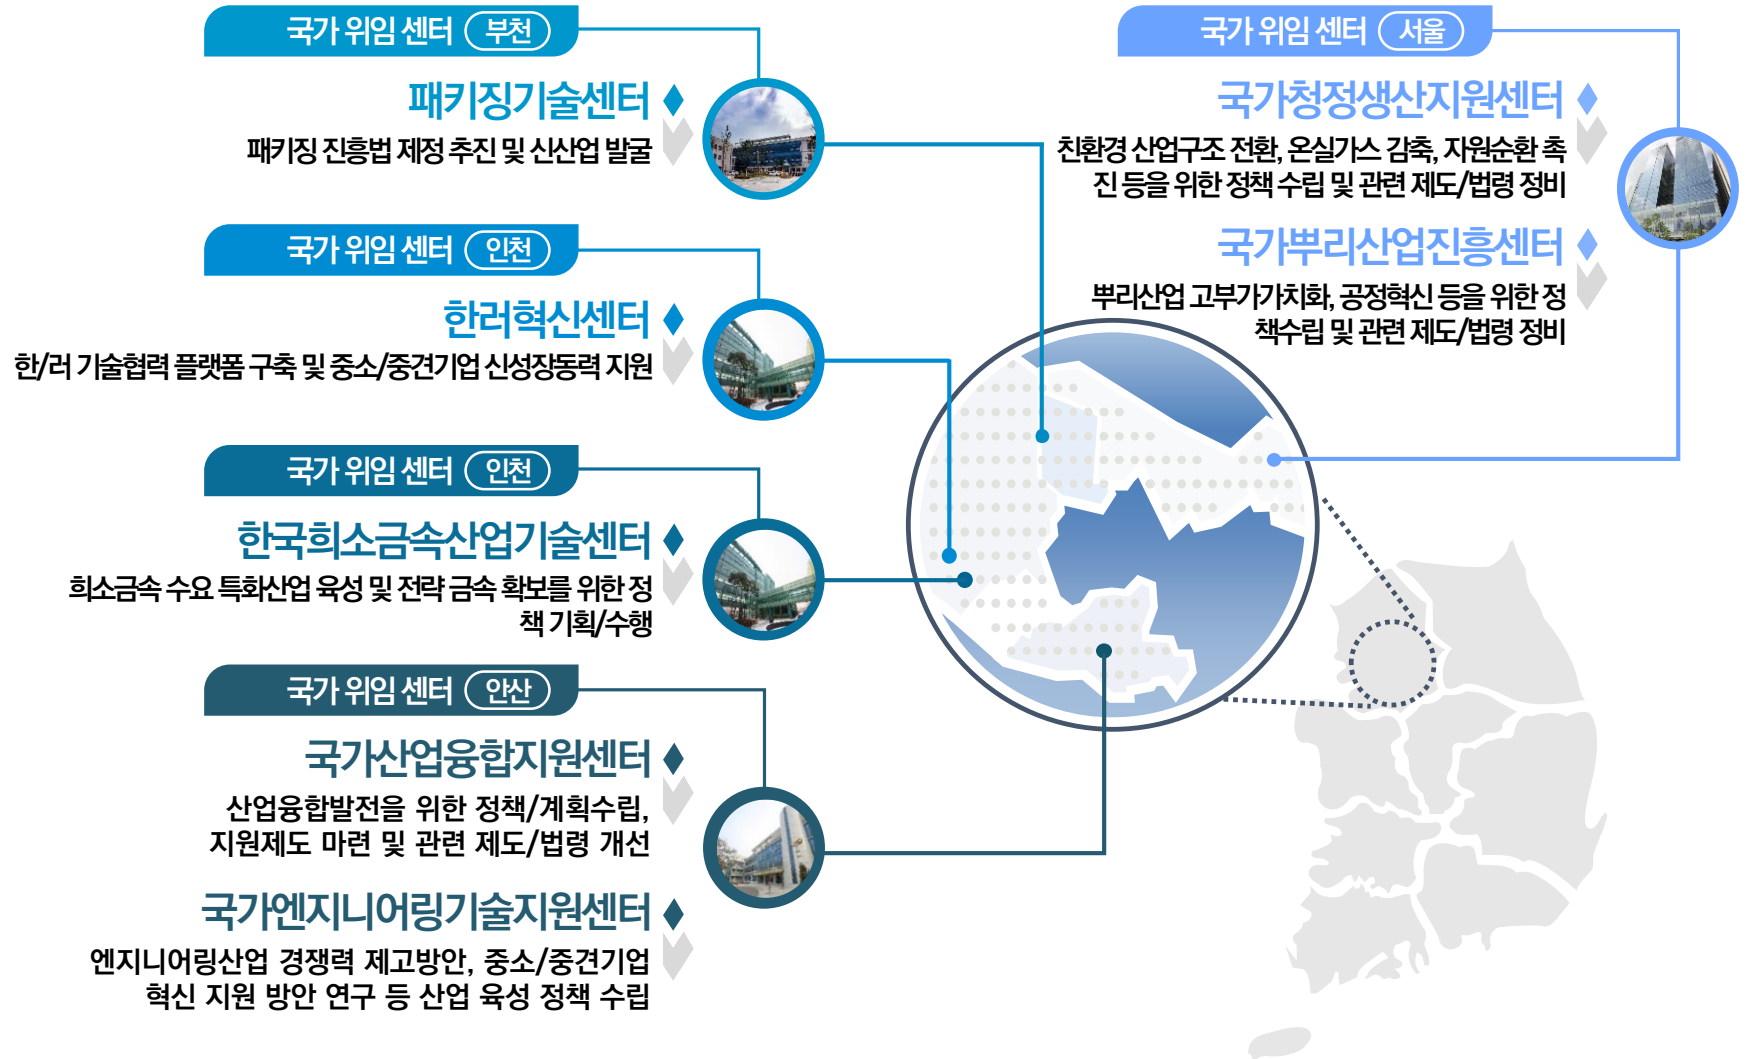 국가 위임 센터 부천
패키징기술센터
패키징 진흥법 제정 추진 및 신산업 발굴
국가 위임 센터 인천
한러혁신센터
한/러 기술협력 플랫폼 구축 및 중소/중견기업 신성장동력 지원
국가 위임 센터 인천
한국희소금속산업기술센터
희소금속 수요 특화산업 육성 및 전략 금속 확보를 위한 정
책 기획/수행
국가 위임 센터 안산
국가산업융합지원센터
산업융합발전을 위한 정책/계획수립,
지원제도 마련 및 관련 제도/법령 개선
국가엔지니어링기술지원센터
엔지니어링산업 경쟁력 제고방안, 중소/중견기업
혁신 지원 방안 연구 등 산업 육성 정책 수립
국가 위임 센터 서울
국가청정생산지원센터
친환경 산업구조 전환, 온실가스 감축, 자원순환 촉
진 등을 위한 정책 수립 및 관련 제도/법령 정비
국가뿌리산업진흥센터
뿌리산업 고부가가치화, 공정혁신 등을 위한 정
책수립 및 관련 제도/법령 정비